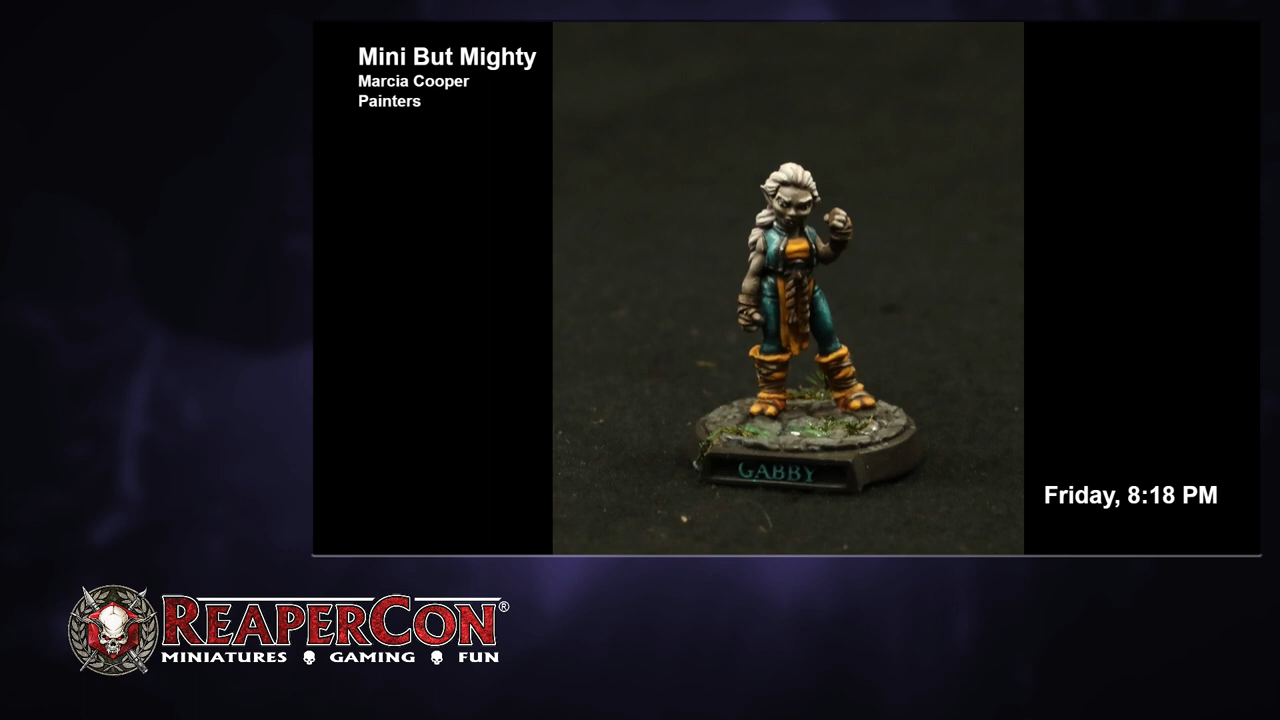 Mini But Mighty
Marcia Cooper
Painters
GABBY
Friday, 8:18 PM
REAPERCON®
MINIATURES GAMING FUN